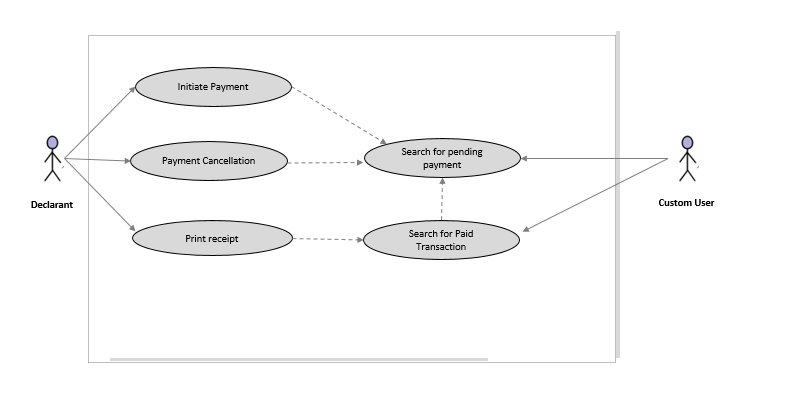 Initiate Payment
Payment Cancellation
Search for pending
payment
Declarant
Custom User
Print receipt
Search for Paid
Transaction